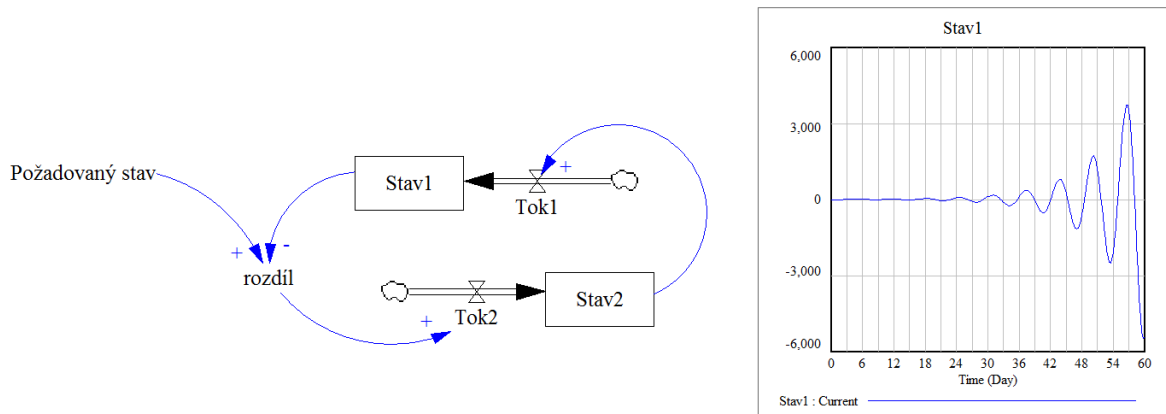 Požadovaný stav
Stav1
+
Tok1
+
-
rozdíl
Stav2
Tok2
+
Stav1
6,000
3,000
0
-3,000
-6,000
0 6 12 18 24 30 36 42 48 54 60
Time (Day)
Stav1 : Current